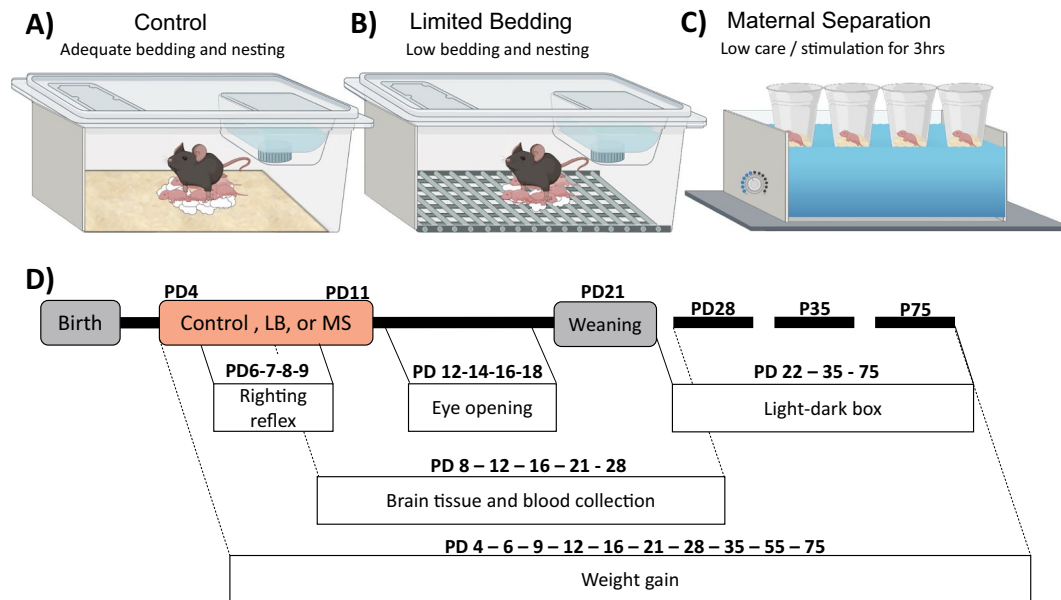 A) Control
Adequate bedding and nesting
B) Limited Bedding
Low bedding and nesting
C) Maternal Separation
Low care / stimulation for 3hrs
D)
Birth
PD4
PD11
Control , LB, or MS
PD21
Weaning
PD28
P35
P75
PD6-7-8-9
Righting
reflex
PD 12-14-16-18
Eye opening
PD 22 – 35 - 75
Light-dark box
PD 8 – 12 – 16 – 21 - 28
Brain tissue and blood collection
PD 4 – 6 – 9 – 12 – 16 – 21 – 28 – 35 – 55 – 75
Weight gain